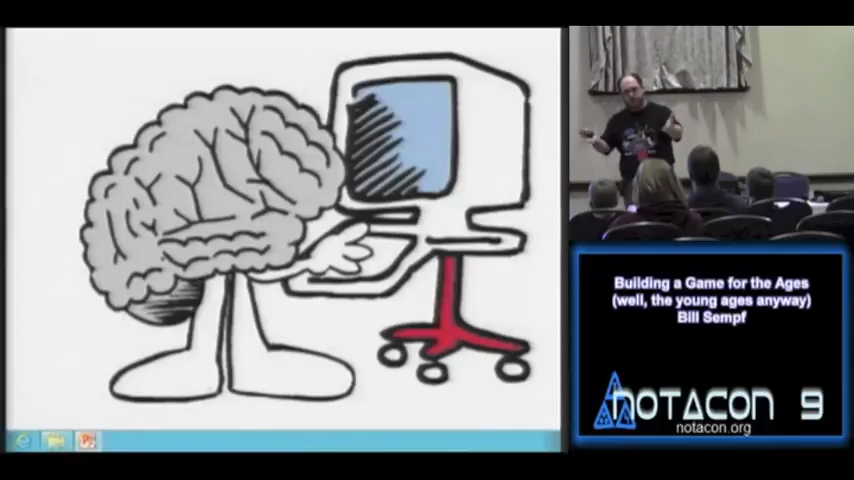 Building a Game for the Ages
(well, the young ages anyway)
Bill Sempf
NOTACON 9
notacon.org